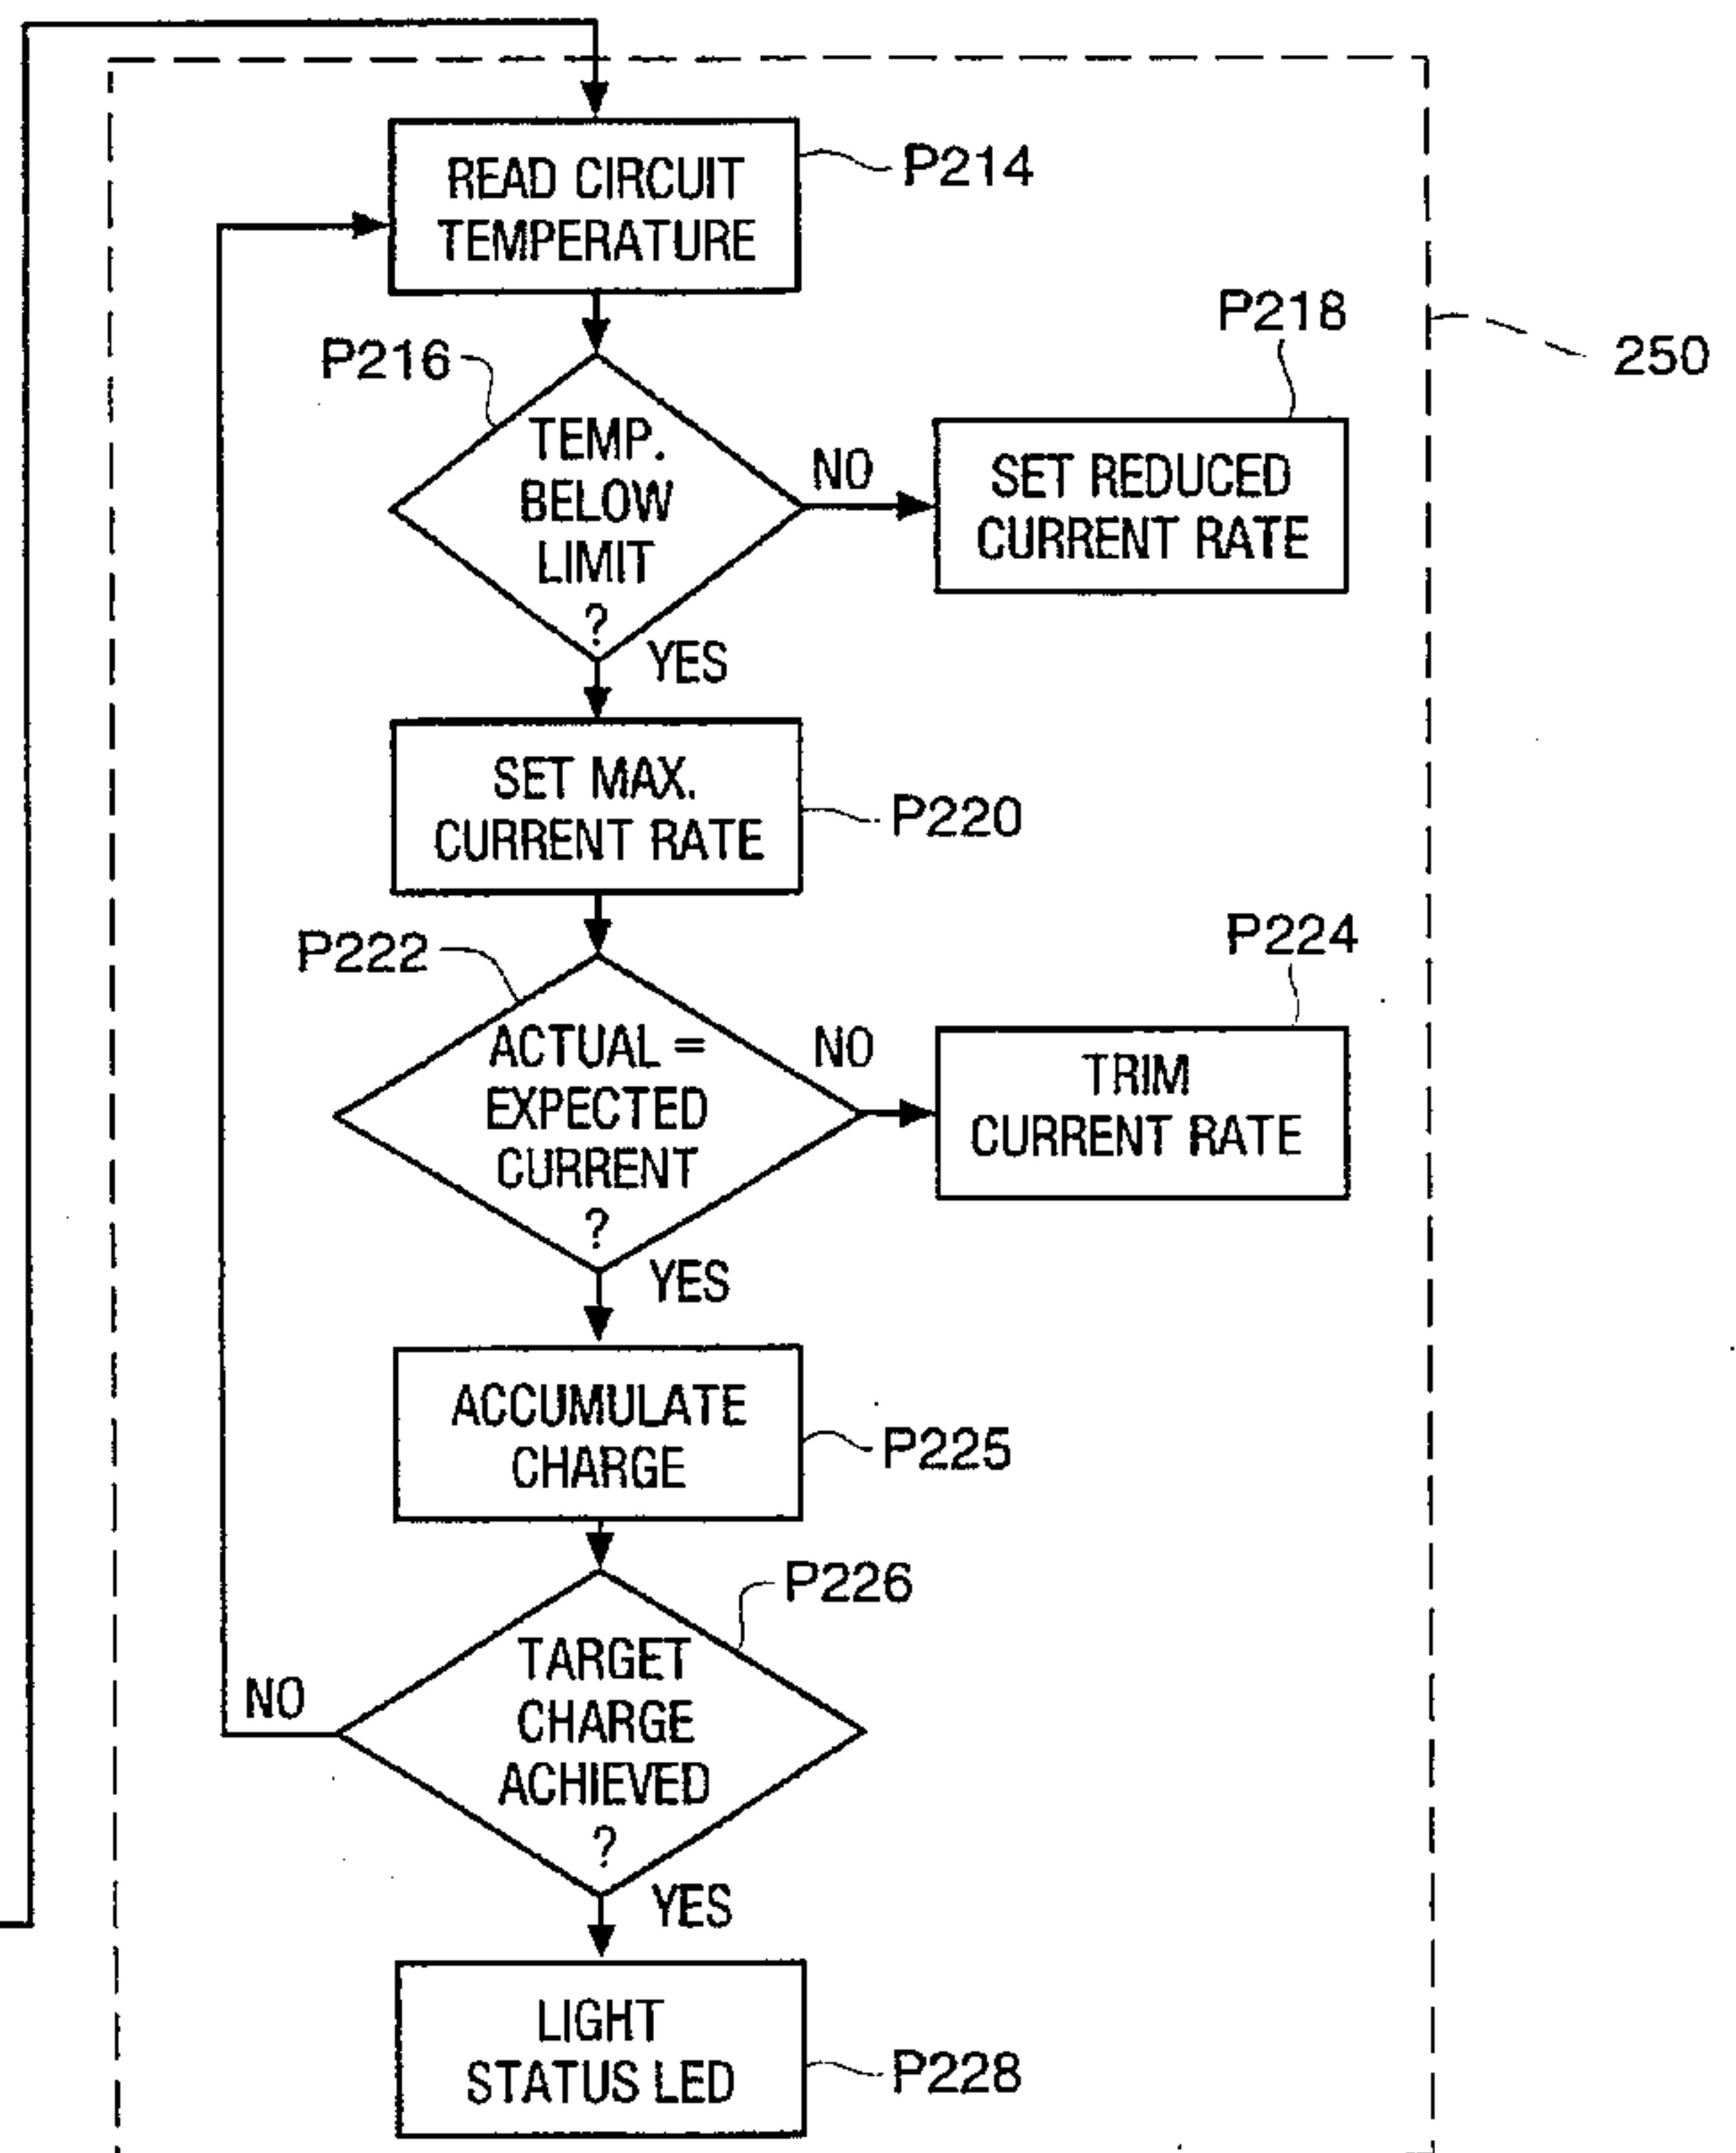 READ CIRCUIT
TEMPERATURE
P214
P218
250
P216
TEMP.
BELOW
LIMIT
?
NO
SET REDUCED
CURRENT RATE
YES
SET MAX.
CURRENT RATE
P220
P222
P224
ACTUAL =
EXPECTED
CURRENT
?
NO
TRIM
CURRENT RATE
YES
ACCUMULATE
CHARGE
P225
P226
TARGET
CHARGE
ACHIEVED
?
NO
YES
LIGHT
STATUS LED
P228